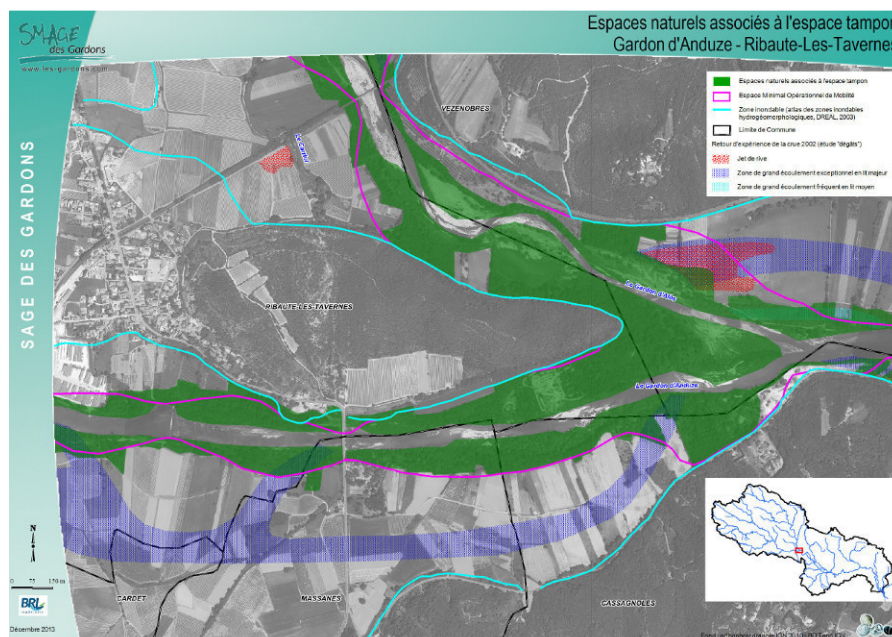 SMAGE
des Gardons
www.les-gardons.com
Espaces naturels associés à l'espace tampon
Gardon d'Anduze - Ribaute-Les-Tavernes
SAGE DES GARDONS
Espaces naturels associés à l'espace tampon
Espace Minimal Opérationnel de Mobilité
Zone inondable (atlas des zones inondables
hydrogéomorphologiques, DREAL, 2003)
Limite de Commune
Retour d'expérience de la crue 2002 (étude "dégâts")
Jet de rive
Zone de grand écoulement exceptionnel en lit majeur
Zone de grand écoulement fréquent en lit moyen
VEZENOBRES
RIBAUTE-LES-TAVERNES
Le Gardon d'Alès
Le Gardon d'Anduze
CARDET
MASSANES
CASSAGNOLES
N
0 75 150 m
BRL
Décembre 2013